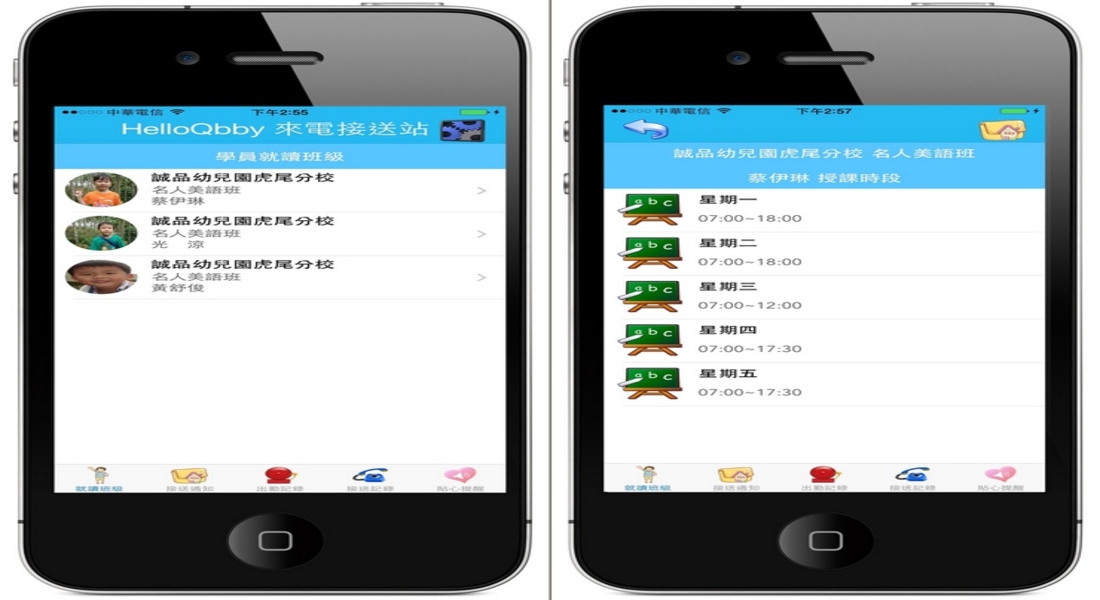 中華電信
下午2:55
HelloQbby 來電接送站
學員就讀班級
誠品幼兒園虎尾分校
名人美語班
蔡伊琳
誠品幼兒園虎尾分校
名人美語班
光 涼
誠品幼兒園虎尾分校
名人美語班
黃舒俊
就讀班級
接送通知
出勤記錄
接送記錄
貼心提醒
中華電信
下午2:57
誠品幼兒園虎尾分校 名人美語班
蔡伊琳 授課時段
abc
星期一
07:00~18:00
abc
星期二
07:00~18:00
abc
星期三
07:00~12:00
abc
星期四
07:00~17:30
abc
星期五
07:00~17:30
就讀班級
接送通知
出勤記錄
接送記錄
貼心提醒